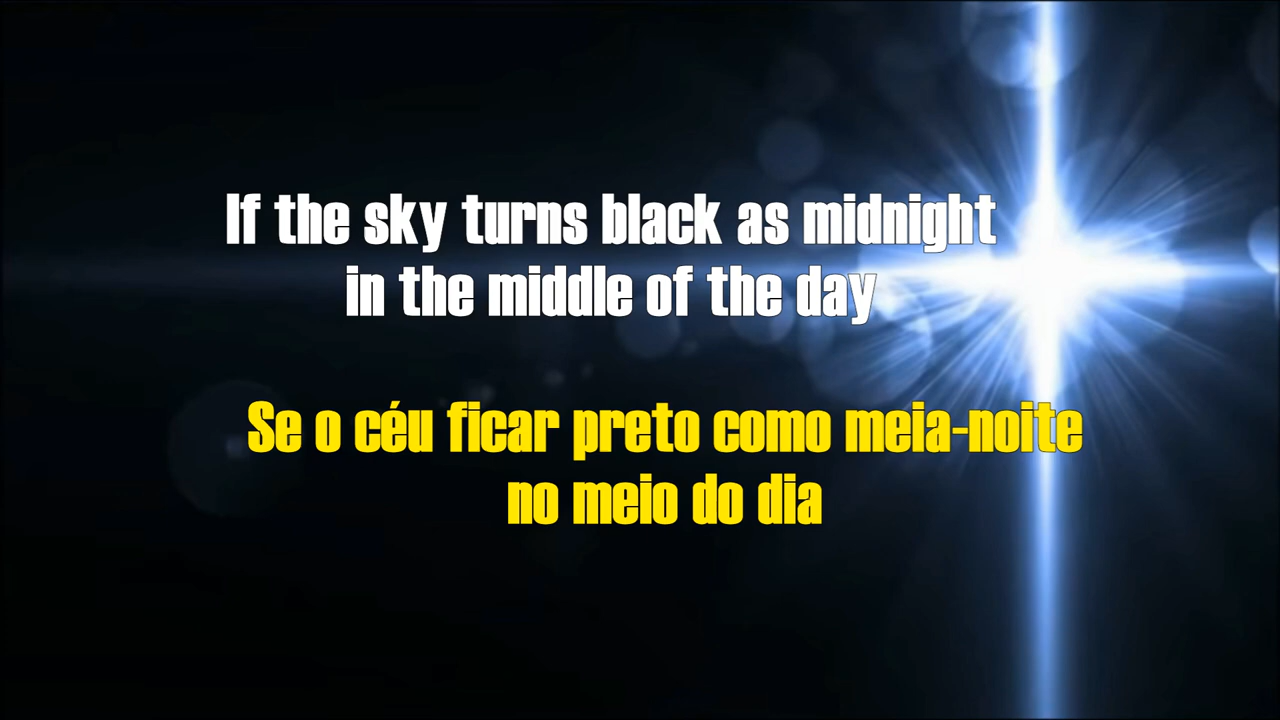 If the sky turns black as midnight
in the middle of the day
Se o céu ficar preto como meia-noite
no meio do dia